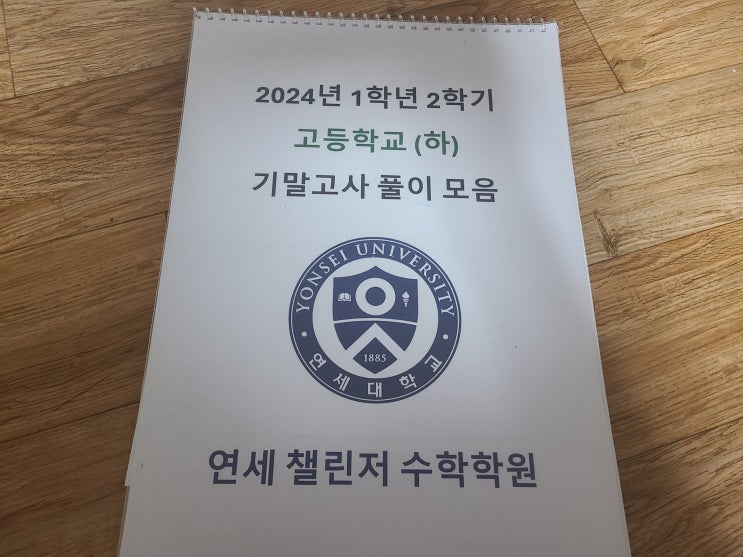 2024년 1학년 2학기
고등학교 (하)
기말고사 풀이 모음
YONSEI UNIVERSITY
1885
연세대학교
연세 챌린저 수학학원